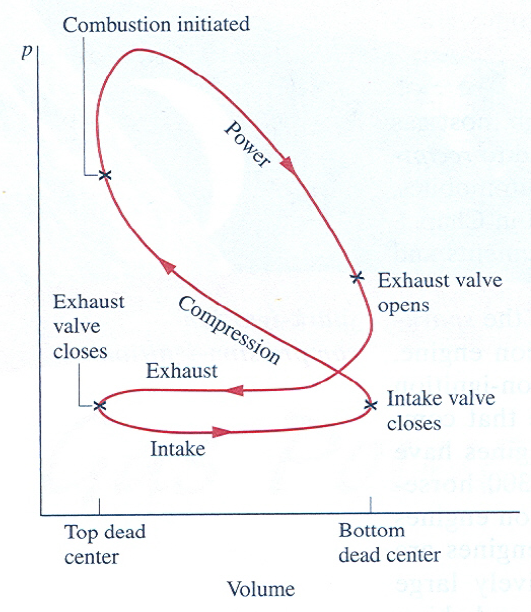 Combustion initiated
p
Power
Exhaust valve
opens
Compression
Exhaust
valve
closes
Exhaust
Intake valve
closes
Intake
Top dead
center
Bottom
dead center
Volume